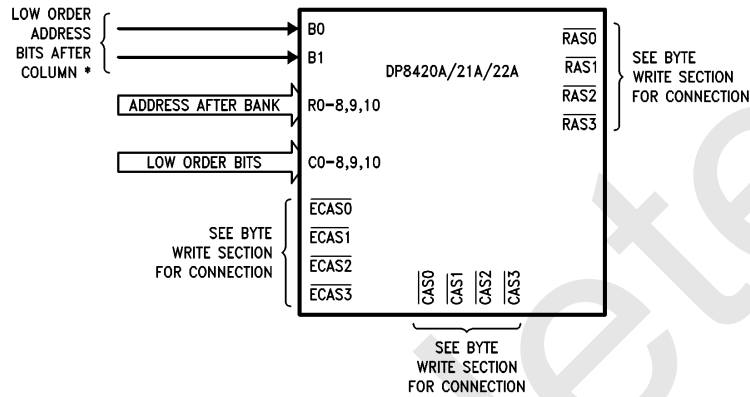 LOW ORDER
ADDRESS
BITS AFTER
COLUMN *
B0
B1
ADDRESS AFTER BANK
R0-8,9,10
LOW ORDER BITS
C0-8,9,10
DP8420A/21A/22A
RAS0
RAS1
RAS2
RAS3
SEE BYTE
WRITE SECTION
FOR CONNECTION
SEE BYTE
WRITE SECTION
FOR CONNECTION
ECAS0
ECAS1
ECAS2
ECAS3
CAS0
CAS1
CAS2
CAS3
SEE BYTE
WRITE SECTION
FOR CONNECTION